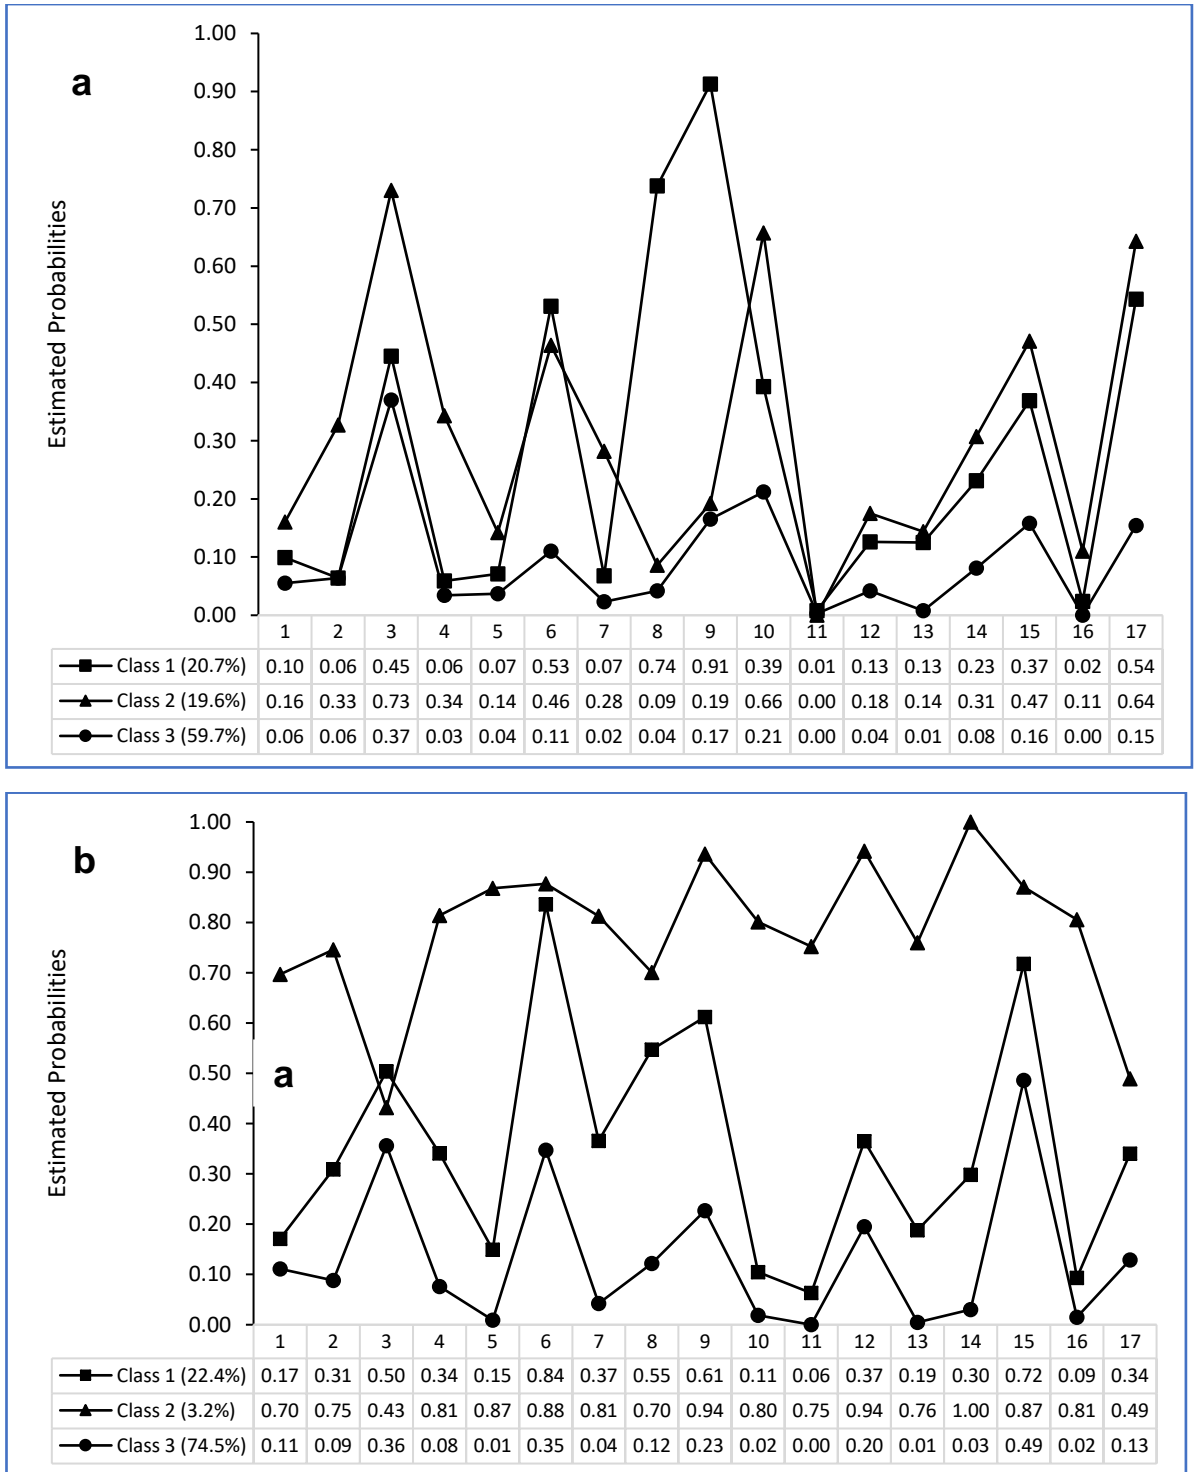 1.00
a
0.90
0.80
0.70
0.60
0.50
0.40
0.30
0.20
0.10
0.00
Estimated Probabilities
1 2 3 4 5 6 7 8 9 10 11 12 13 14 15 16 17
Class 1 (20.7%) 0.10 0.06 0.45 0.06 0.07 0.53 0.07 0.74 0.91 0.39 0.01 0.13 0.13 0.23 0.37 0.02 0.54
Class 2 (19.6%) 0.16 0.33 0.73 0.34 0.14 0.46 0.28 0.09 0.19 0.66 0.00 0.18 0.14 0.31 0.47 0.11 0.64
Class 3 (59.7%) 0.06 0.06 0.37 0.03 0.04 0.11 0.02 0.04 0.17 0.21 0.00 0.04 0.01 0.08 0.16 0.00 0.15
1.00
b
0.90
0.80
0.70
0.60
0.50
a
0.40
0.30
0.20
0.10
0.00
Estimated Probabilities
1 2 3 4 5 6 7 8 9 10 11 12 13 14 15 16 17
Class 1 (22.4%) 0.17 0.31 0.50 0.34 0.15 0.84 0.37 0.55 0.61 0.11 0.06 0.37 0.19 0.30 0.72 0.09 0.34
Class 2 (3.2%) 0.70 0.75 0.43 0.81 0.87 0.88 0.81 0.70 0.94 0.80 0.75 0.94 0.76 1.00 0.87 0.81 0.49
Class 3 (74.5%) 0.11 0.09 0.36 0.08 0.01 0.35 0.04 0.12 0.23 0.02 0.00 0.20 0.01 0.03 0.49 0.02 0.13